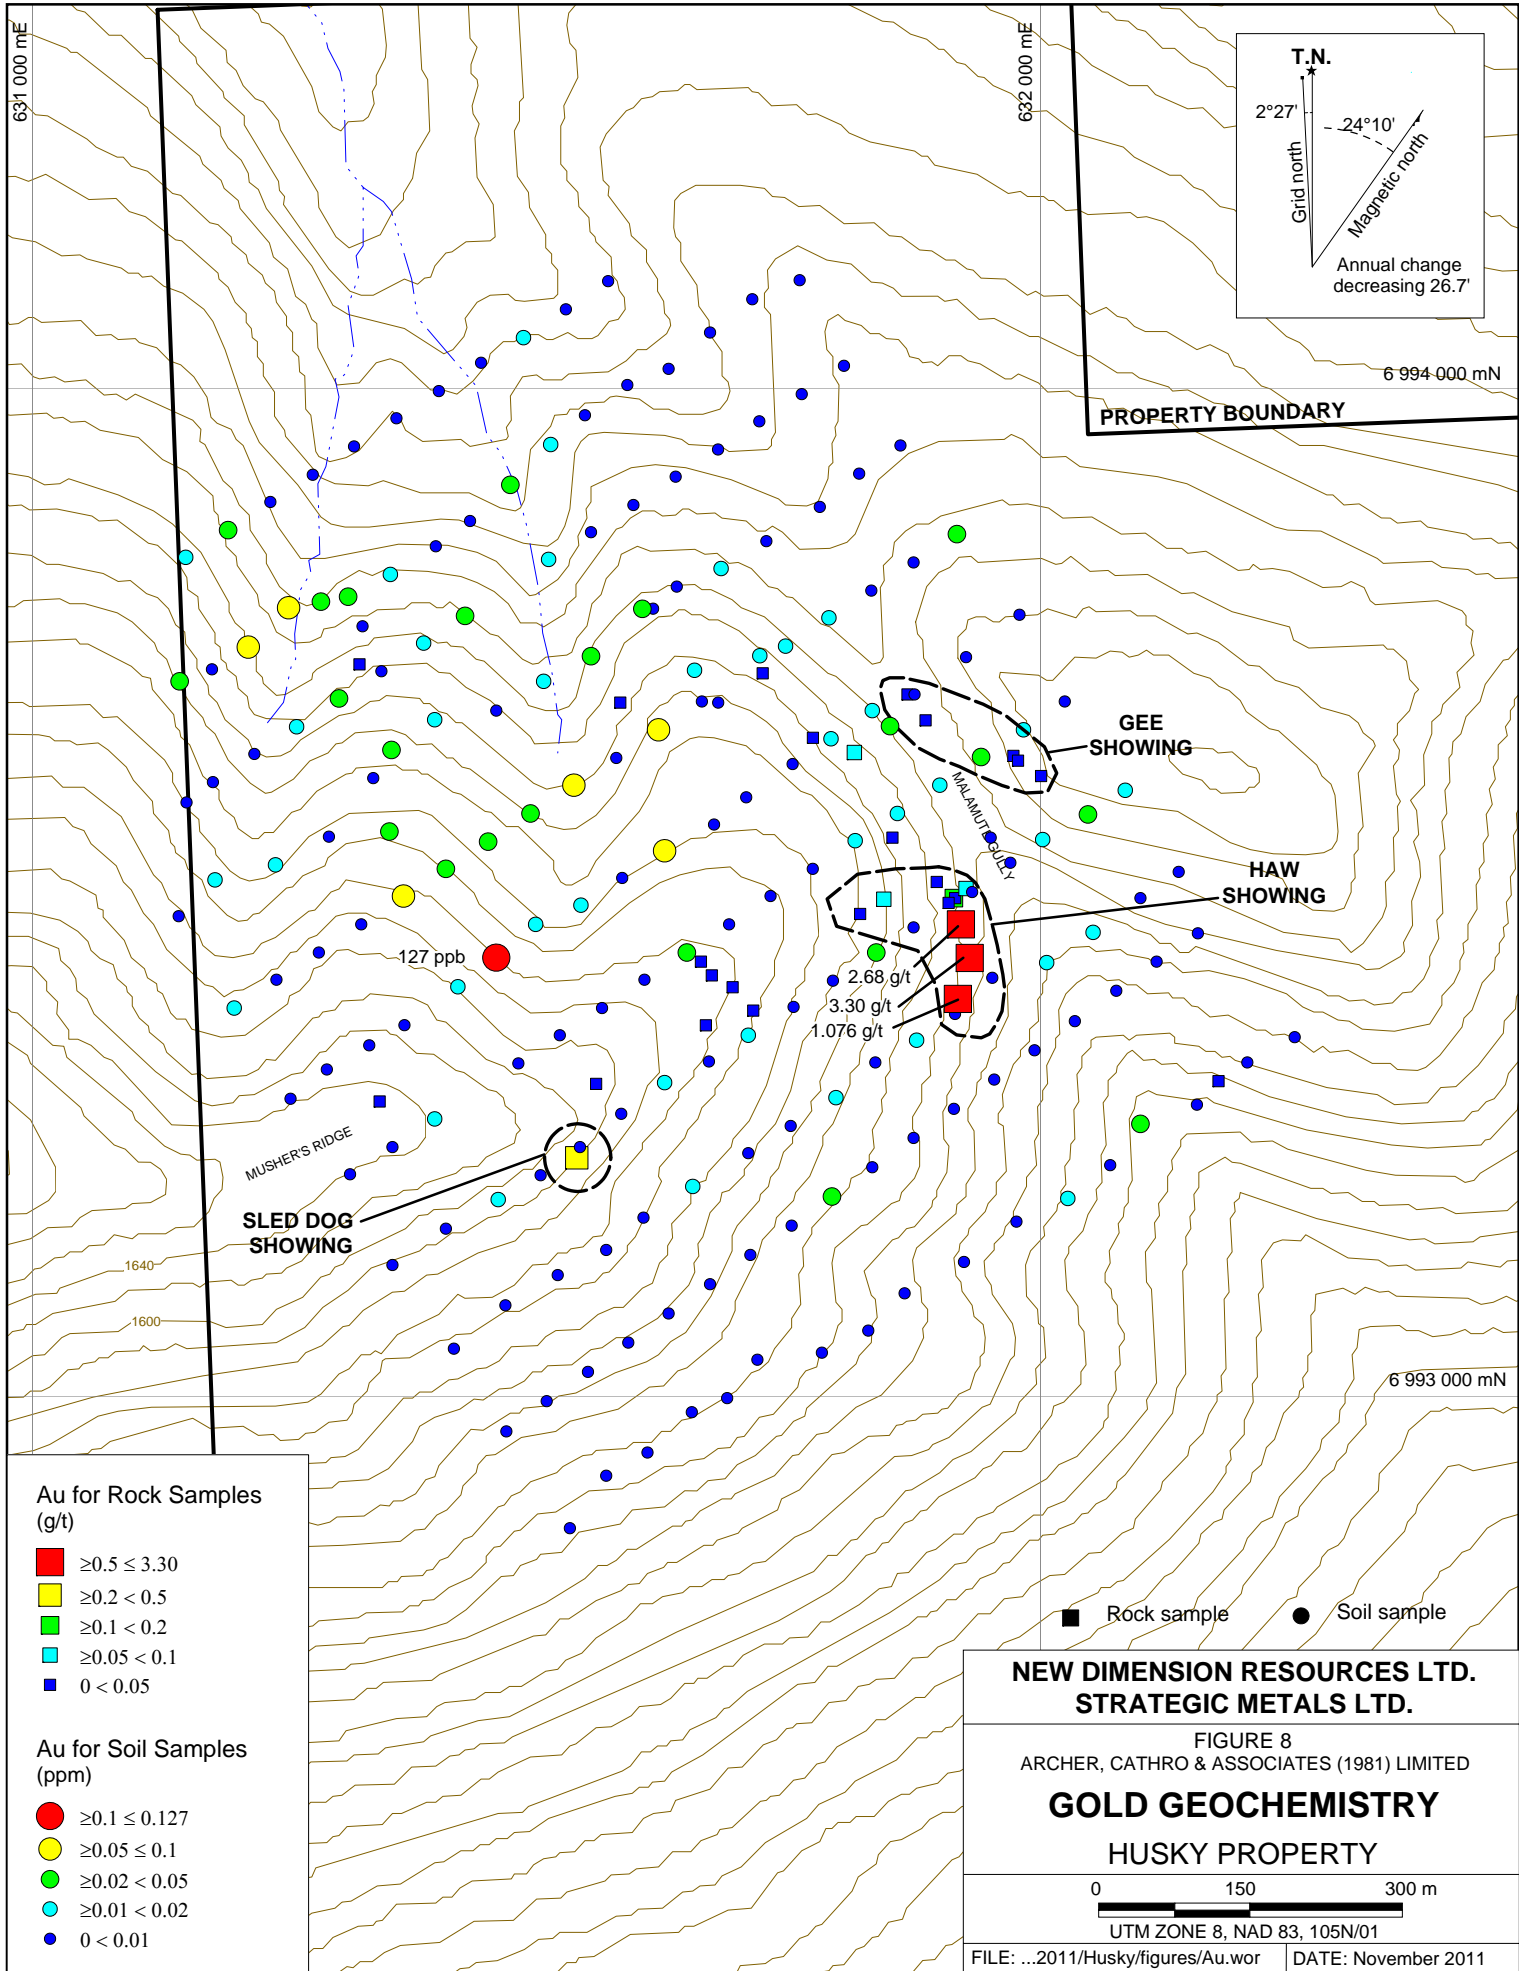 631 000 mE
632 000 mE
T.N.
2°27'
24°10'
Grid north
Magnetic north
Annual change
decreasing 26.7'
6 994 000 mN
PROPERTY BOUNDARY
GEE
SHOWING
MALAMUTE GULLY
HAW
SHOWING
127 ppb
2.68 g/t
3.30 g/t
1.076 g/t
MUSHER'S RIDGE
SLED DOG
SHOWING
1640
1600
6 993 000 mN
Au for Rock Samples
(g/t)
≥0.5 ≤ 3.30
≥0.2 < 0.5
≥0.1 < 0.2
≥0.05 < 0.1
0 < 0.05
Au for Soil Samples
(ppm)
≥0.1 ≤ 0.127
≥0.05 ≤ 0.1
≥0.02 < 0.05
≥0.01 < 0.02
0 < 0.01
Rock sample
Soil sample
NEW DIMENSION RESOURCES LTD.
STRATEGIC METALS LTD.
FIGURE 8
ARCHER, CATHRO & ASSOCIATES (1981) LIMITED
GOLD GEOCHEMISTRY
HUSKY PROPERTY
0 150 300 m
UTM ZONE 8, NAD 83, 105N/01
FILE: ...2011/Husky/figures/Au.wor
DATE: November 2011